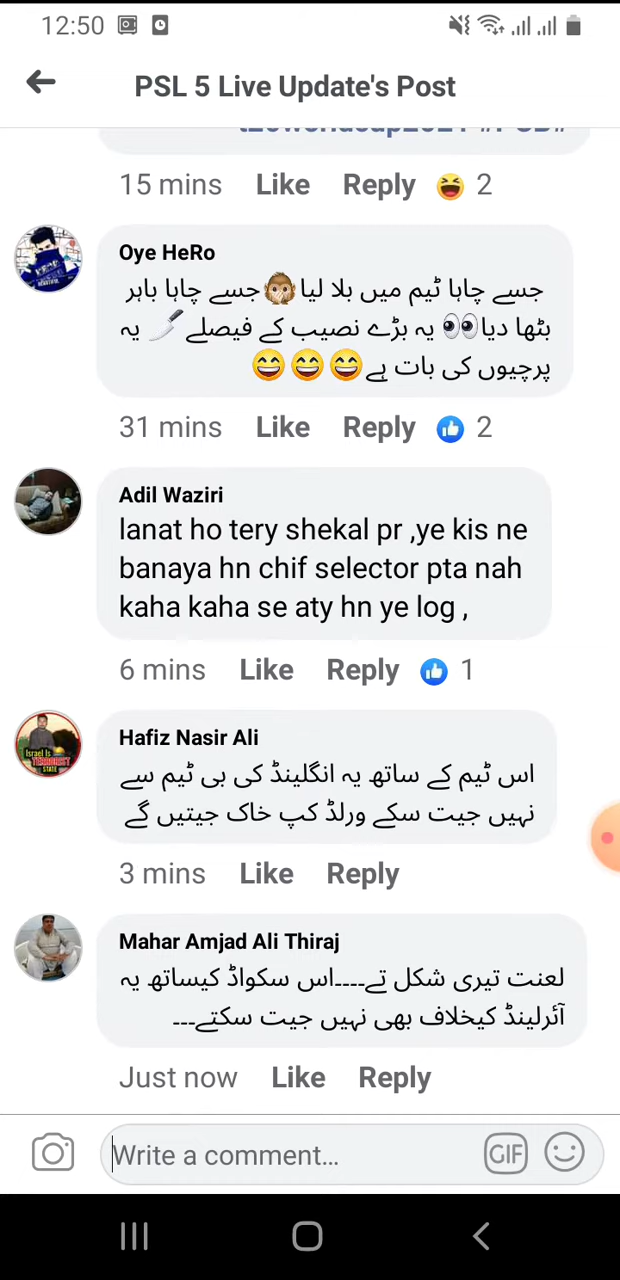 12:50
PSL 5 Live Update's Post
15 mins Like Reply 😆 2
Oye HeRo
جسے چاہا ٹیم میں بلا لیا🙊جسے چاہا باہر
بٹھا دیا👀 یہ بڑے نصیب کے فیصلے🔪 یہ
پرچیوں کی بات ہے😄😄😄
31 mins Like Reply 2
Adil Waziri
lanat ho tery shekal pr ,ye kis ne
banaya hn chif selector pta nah
kaha kaha se aty hn ye log ,
6 mins Like Reply 1
Israel Is
TERRORIST
STATE
Hafiz Nasir Ali
اس ٹیم کے ساتھ یہ انگلینڈ کی بی ٹیم سے
نہیں جیت سکے ورلڈ کپ خاک جیتیں گے
3 mins Like Reply
Mahar Amjad Ali Thiraj
لعنت تیری شکل تے۔۔۔۔اس سکواڈ کیساتھ یہ
آئرلینڈ کیخلاف بھی نہیں جیت سکتے۔۔۔
Just now Like Reply
Write a comment...
GIF